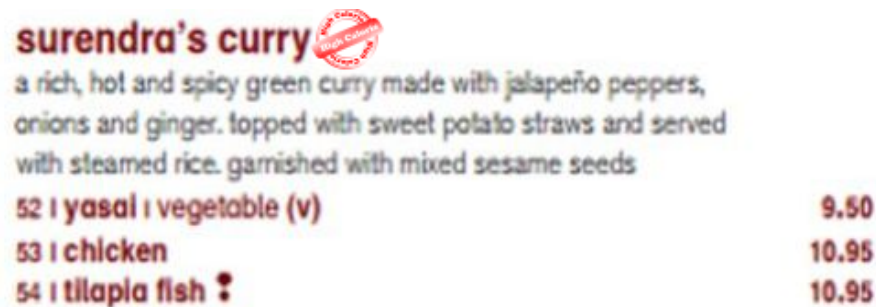 surendra's curry High Calorie
a rich, hot and spicy green curry made with jalapeño peppers,
onions and ginger. topped with sweet potato straws and served
with steamed rice. garnished with mixed sesame seeds
52 | yasai | vegetable (v) 9.50
53 | chicken 10.95
54 | tilapia fish 10.95